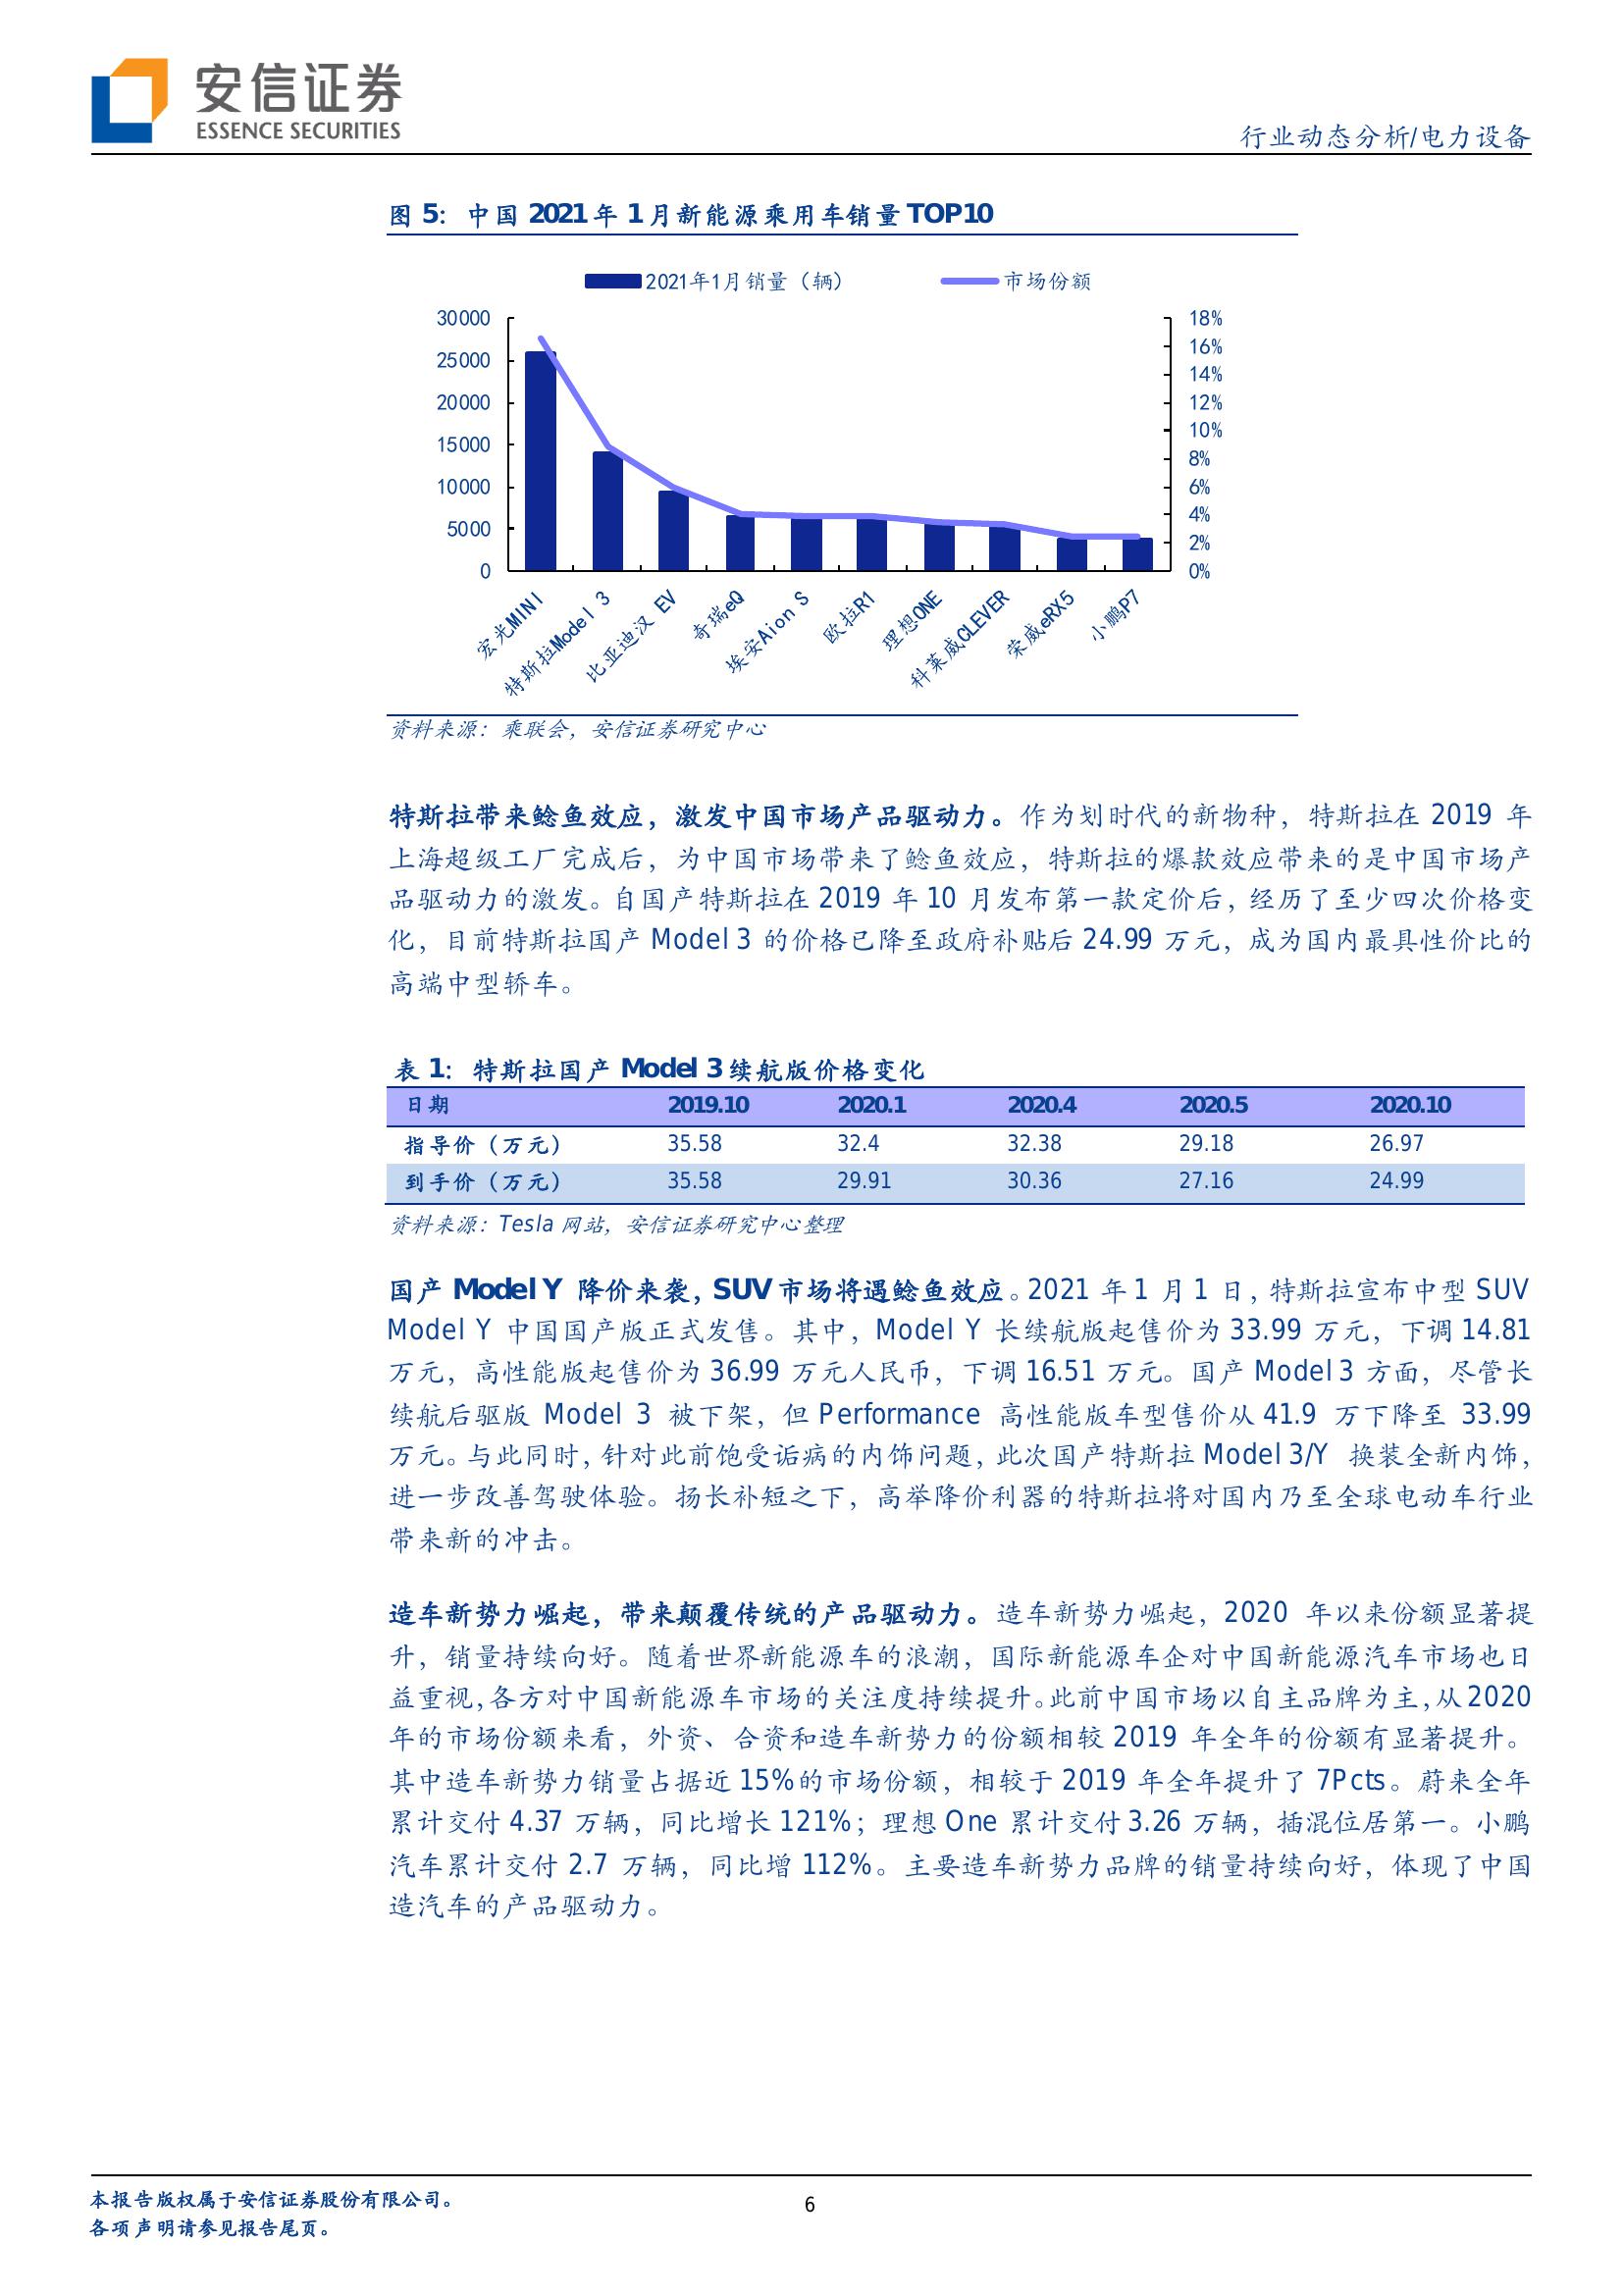 安信证券
ESSENCE SECURITIES
行业动态分析/电力设备
图 5: 中国 2021 年 1 月新能源乘用车销量 TOP10
2021年1月销量（辆）
市场份额
30000
25000
20000
15000
10000
5000
0
18%
16%
14%
12%
10%
8%
6%
4%
2%
0%
宏光MINI
特斯拉Model 3
比亚迪汉 EV
奇瑞eQ
埃安Aion S
欧拉R1
理想ONE
科莱威CLEVER
荣威eRX5
小鹏P7
资料来源：乘联会，安信证券研究中心
特斯拉带来鲶鱼效应，激发中国市场产品驱动力。作为划时代的新物种，特斯拉在 2019 年
上海超级工厂完成后，为中国市场带来了鲶鱼效应，特斯拉的爆款效应带来的是中国市场产
品驱动力的激发。自国产特斯拉在 2019 年 10 月发布第一款定价后，经历了至少四次价格变
化，目前特斯拉国产 Model 3 的价格已降至政府补贴后 24.99 万元，成为国内最具性价比的
高端中型轿车。
表 1: 特斯拉国产 Model 3 续航版价格变化
日期 2019.10 2020.1 2020.4 2020.5 2020.10
指导价（万元） 35.58 32.4 32.38 29.18 26.97
到手价（万元） 35.58 29.91 30.36 27.16 24.99
资料来源：Tesla 网站，安信证券研究中心整理
国产 Model Y 降价来袭，SUV 市场将遇鲶鱼效应。2021 年 1 月 1 日，特斯拉宣布中型 SUV
Model Y 中国国产版正式发售。其中，Model Y 长续航版起售价为 33.99 万元，下调 14.81
万元，高性能版起售价为 36.99 万元人民币，下调 16.51 万元。国产 Model 3 方面，尽管长
续航后驱版 Model 3 被下架，但 Performance 高性能版车型售价从 41.9 万下降至 33.99
万元。与此同时，针对此前饱受诟病的内饰问题，此次国产特斯拉 Model 3/Y 换装全新内饰，
进一步改善驾驶体验。扬长补短之下，高举降价利器的特斯拉将对国内乃至全球电动车行业
带来新的冲击。
造车新势力崛起，带来颠覆传统的产品驱动力。造车新势力崛起，2020 年以来份额显著提
升，销量持续向好。随着世界新能源车的浪潮，国际新能源车企对中国新能源汽车市场也日
益重视，各方对中国新能源车市场的关注度持续提升。此前中国市场以自主品牌为主，从 2020
年的市场份额来看，外资、合资和造车新势力的份额相较 2019 年全年的份额有显著提升。
其中造车新势力销量占据近 15%的市场份额，相较于 2019 年全年提升了 7Pcts。蔚来全年
累计交付 4.37 万辆，同比增长 121%；理想 One 累计交付 3.26 万辆，插混位居第一。小鹏
汽车累计交付 2.7 万辆，同比增 112%。主要造车新势力品牌的销量持续向好，体现了中国
造汽车的产品驱动力。
本报告版权属于安信证券股份有限公司。
各项声明请参见报告尾页。
6